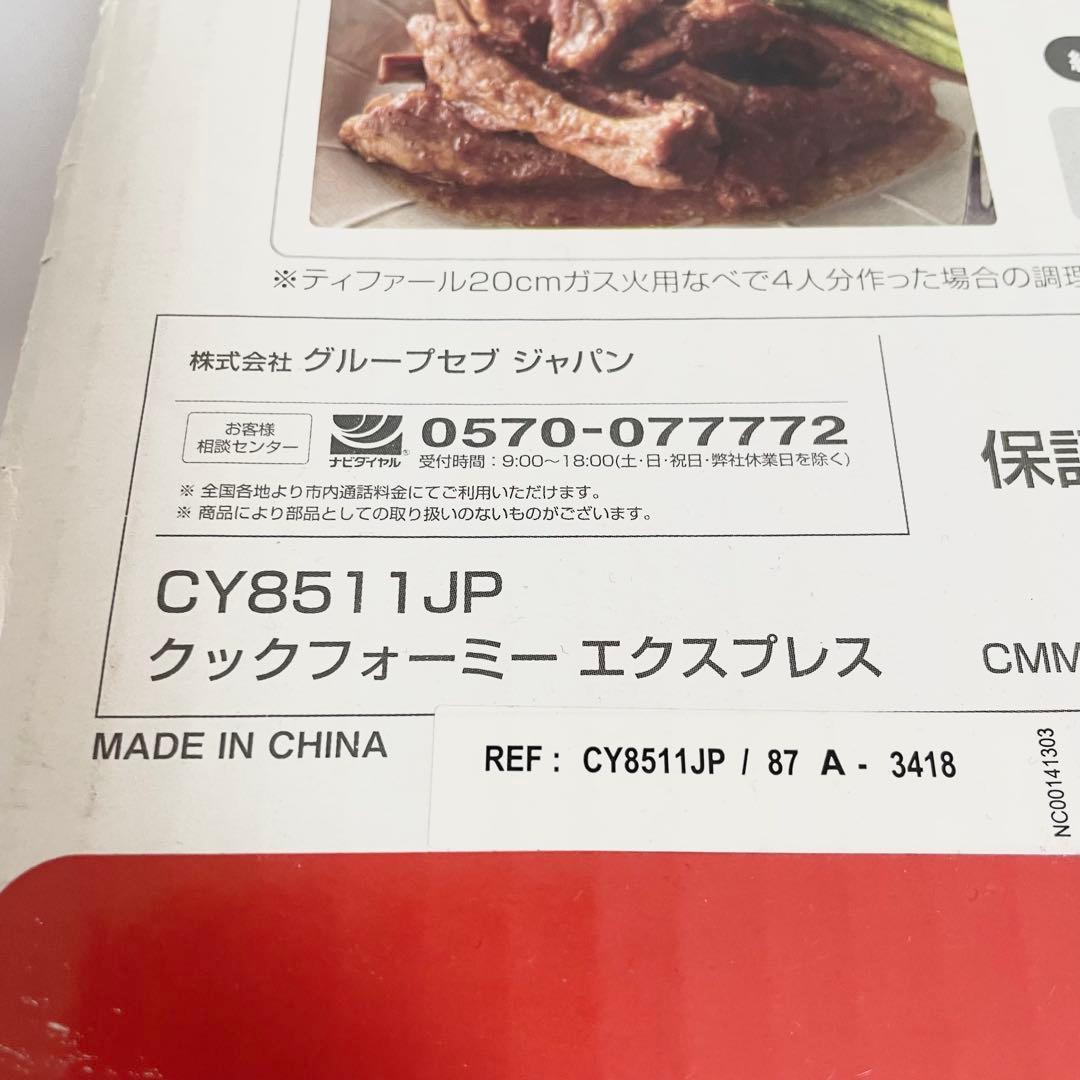 ※ティファール20cmガス火用なべで4人分作った場合の調理
株式会社 グループセブ ジャパン
お客様
相談センター
ナビダイヤル®
0570-077772
受付時間：9:00～18:00(土・日・祝日・弊社休業日を除く)
※ 全国各地より市内通話料金にてご利用いただけます。
※ 商品により部品としての取り扱いのないものがございます。
保証
CY8511JP
クックフォーミー エクスプレス
CMM
MADE IN CHINA
REF : CY8511JP / 87 A - 3418
NC00141303